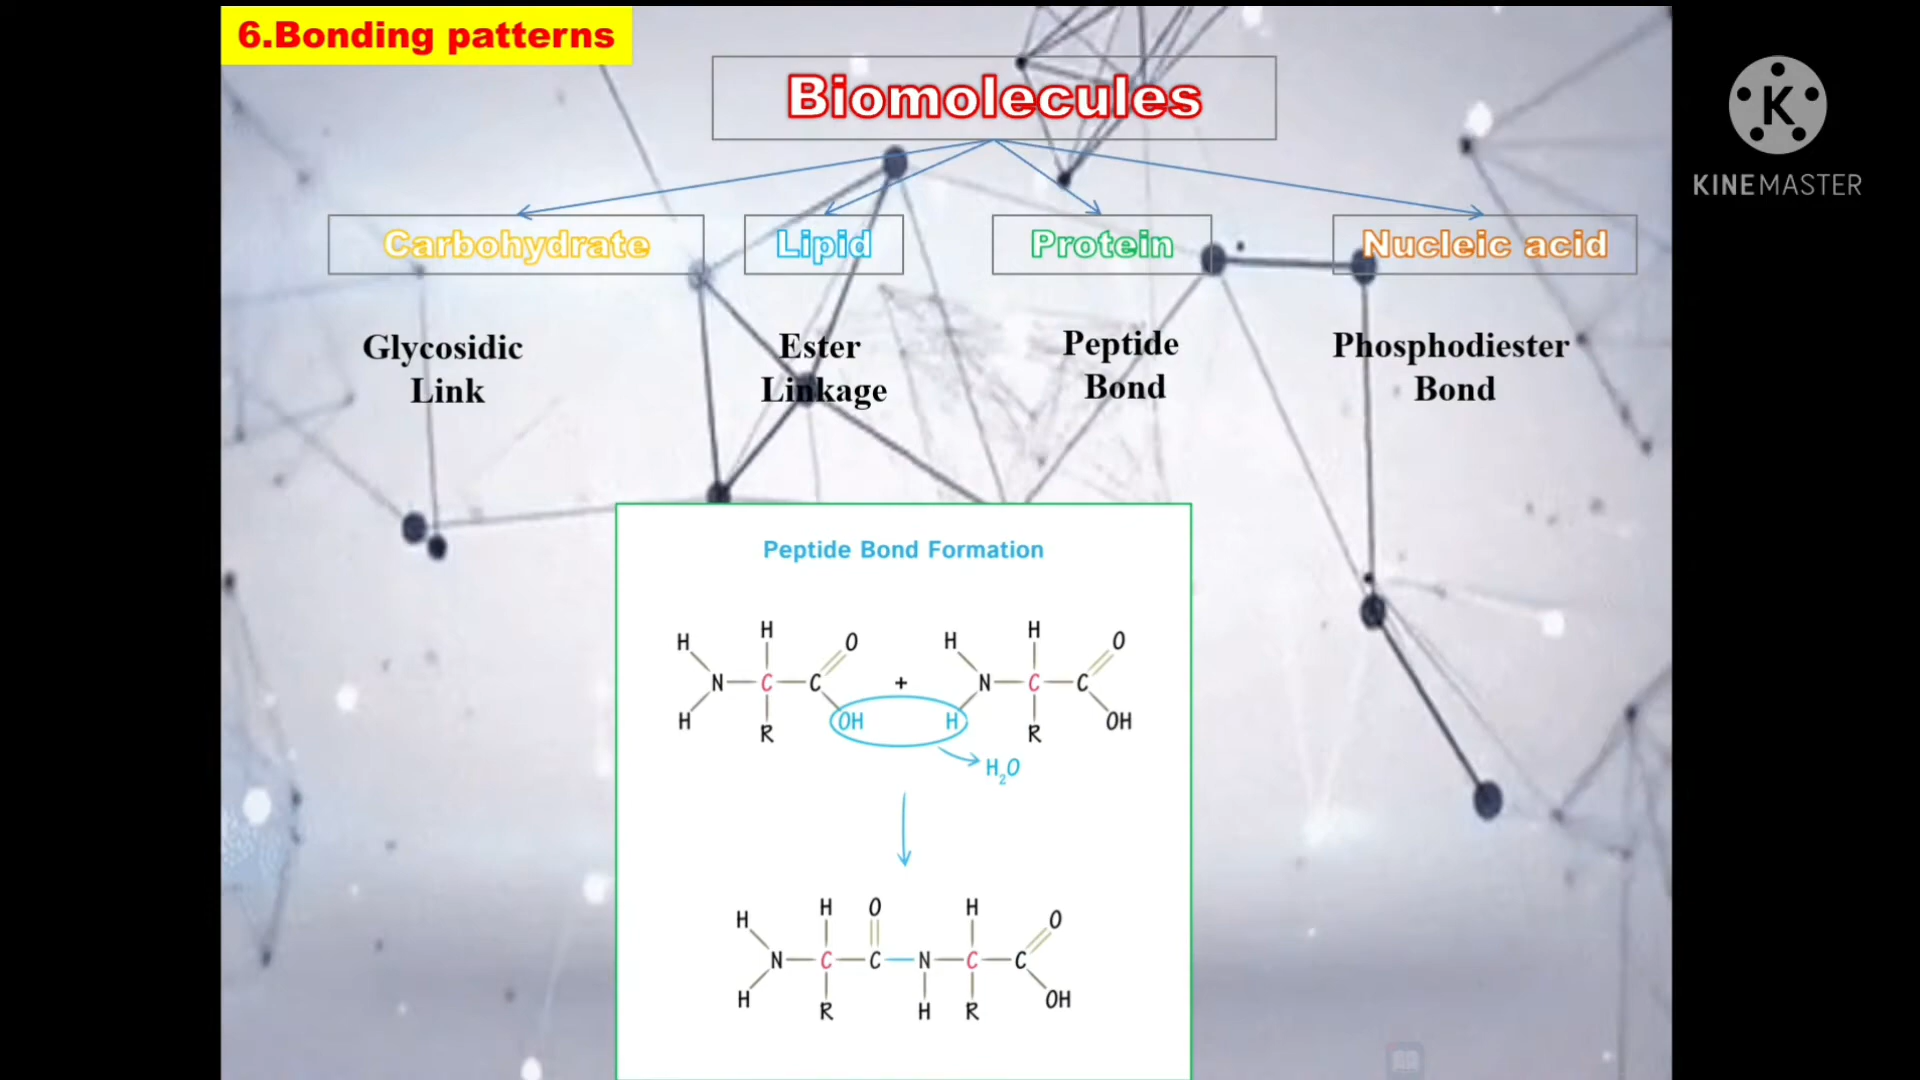 6.Bonding patterns
Biomolecules
K
KINEMASTER
Carbohydrate
Lipid
Protein
Nucleic acid
Glycosidic
Link
Ester
Linkage
Peptide
Bond
Phosphodiester
Bond
Peptide Bond Formation
H H O H H O
N C C + N C C
H R OH H R OH
H₂O
H H O H O
N C C N C C
H R H R OH